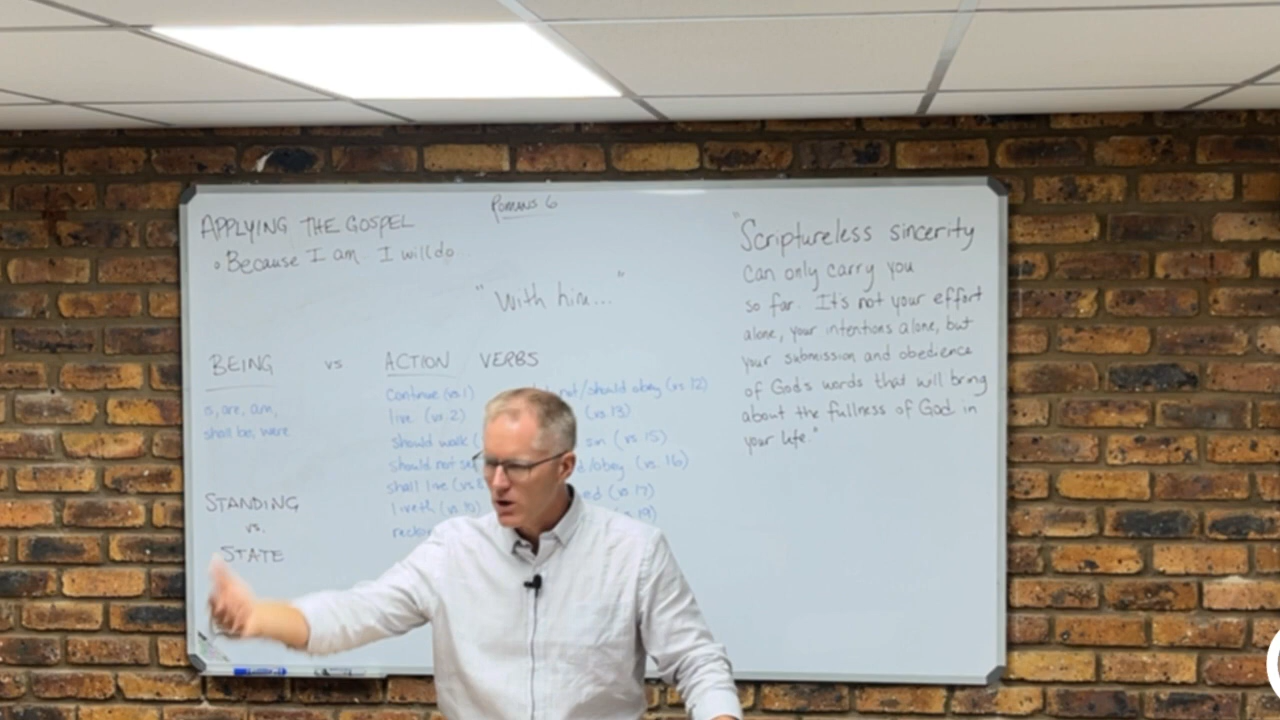 Romans 6
APPLYING THE GOSPEL
Because I am. I will do
"With him..."
BEING vs ACTION VERBS
is, are, am,
shall be, were
continue (vs.1)
live (vs. 2)
should walk (
should not
shall live (vs.
liveth (vs. 10)
not/should obey (vs 12)
(vs.13)
sin (vs 15)
/obey (vs. 16)
(vs 17)
(vs 19)
STANDING
vs.
STATE
"Scriptureless sincerity
can only carry you
so far. It's not your effort
alone, your intentions alone, but
your submission and obedience
of God's words that will bring
about the fullness of God in
your life."